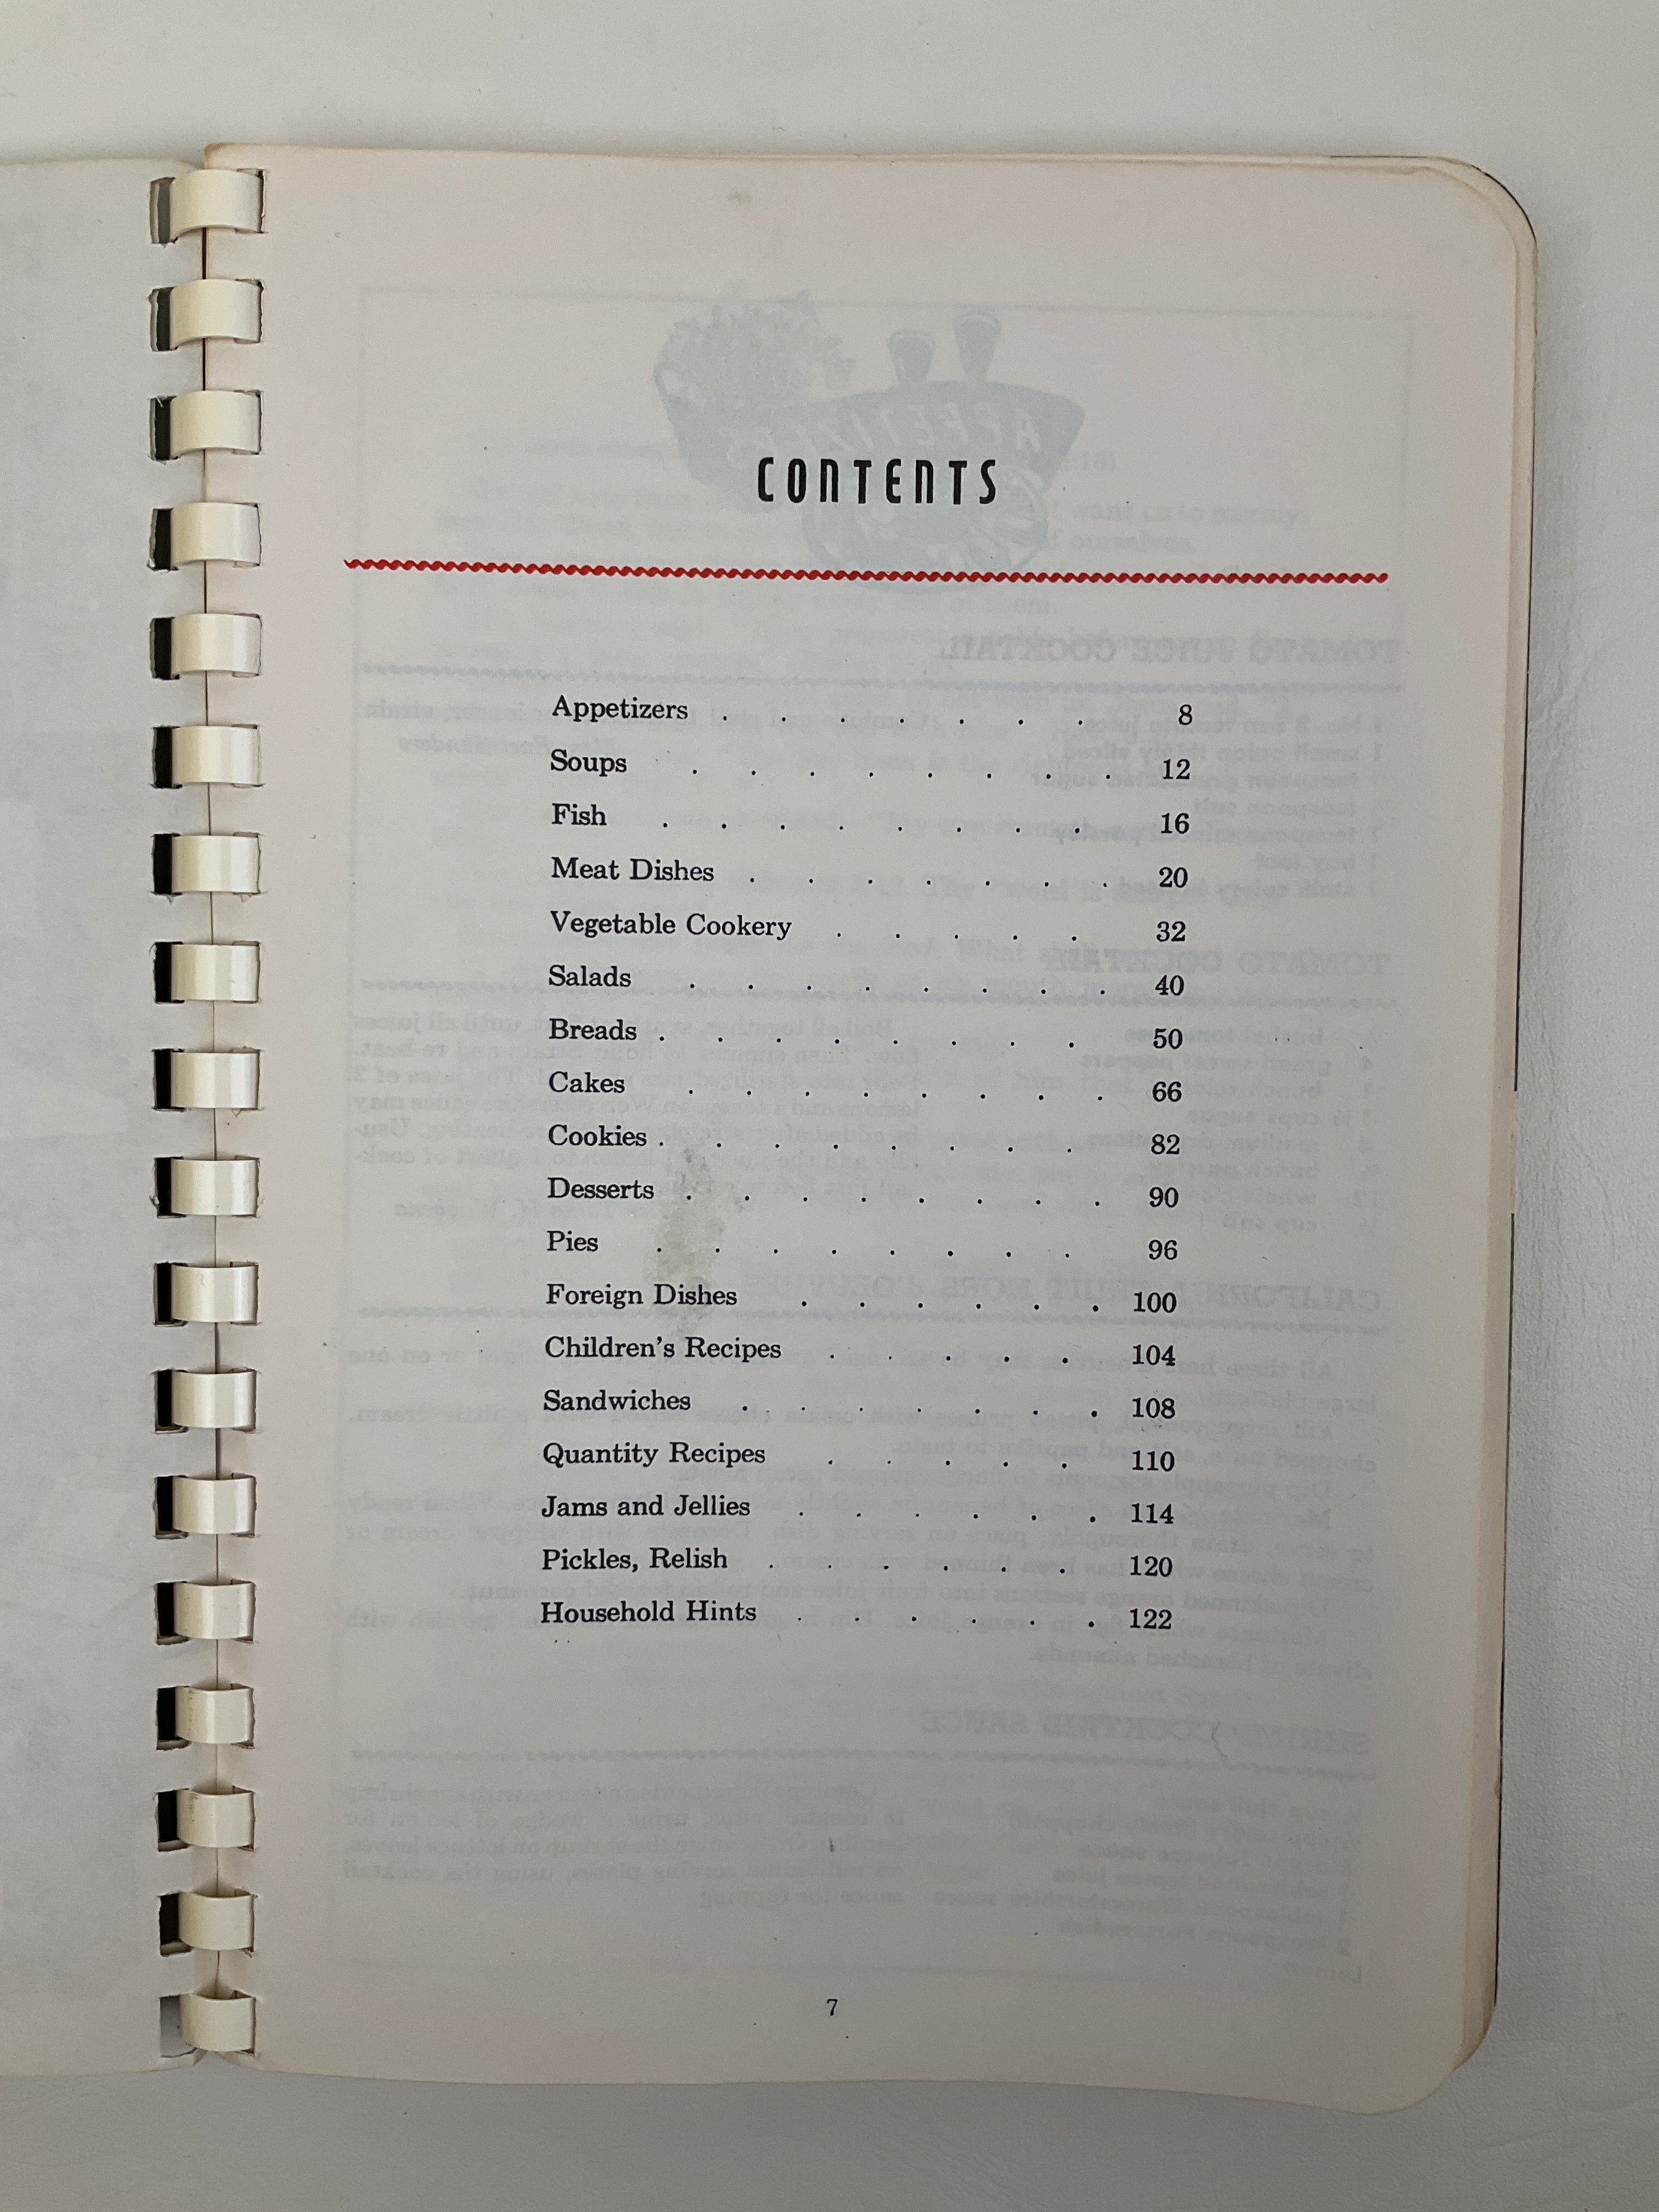 CONTENTS
Appetizers . . . . . . . 8
Soups . . . . . . . . 12
Fish . . . . . . . . 16
Meat Dishes . . . . . . . 20
Vegetable Cookery . . . . . 32
Salads . . . . . . . . 40
Breads . . . . . . . . 50
Cakes . . . . . . . . 66
Cookies . . . . . . . . 82
Desserts . . . . . . . . 90
Pies . . . . . . . . 96
Foreign Dishes . . . . . . 100
Children's Recipes . . . . . 104
Sandwiches . . . . . . . 108
Quantity Recipes . . . . . 110
Jams and Jellies . . . . . . 114
Pickles, Relish . . . . . . 120
Household Hints . . . . . . 122
7